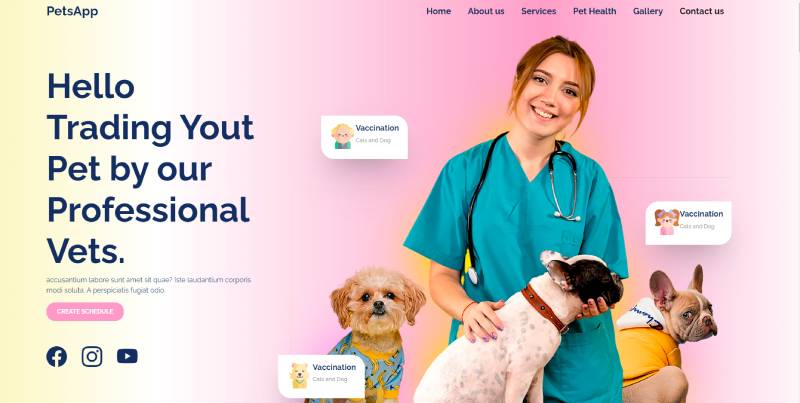 PetsApp
Home About us Services Pet Health Gallery Contact us
Hello
Trading Yout
Pet by our
Professional
Vets.
accusantium labore sunt amet sit quae? Iste laudantium corporis
modi soluta. A perspiciatis fugiat odio.
CREATE SCHEDULE
Vaccination
Cats and Dog
Vaccination
Cats and Dog
Vaccination
Cats and Dog